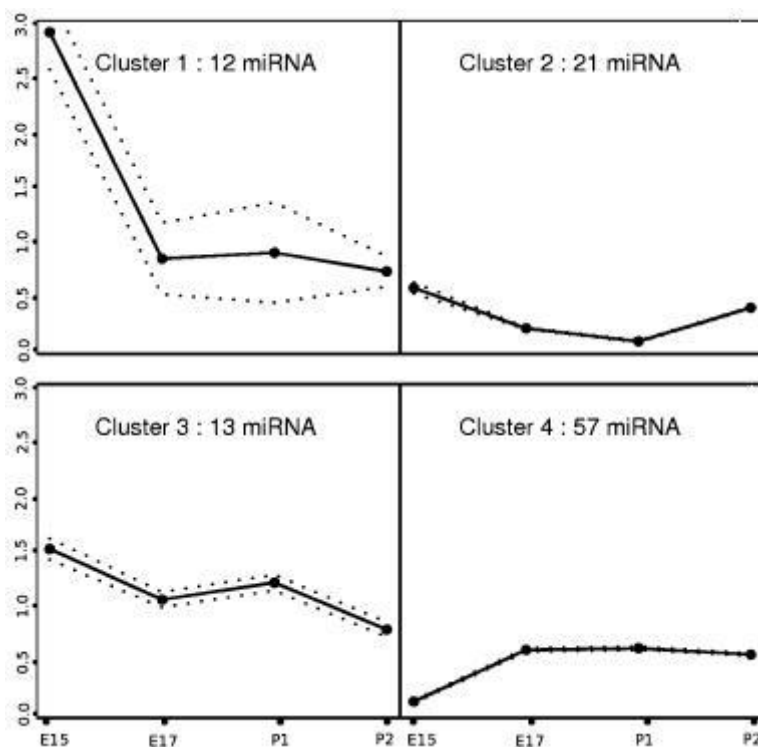 3.0
2.5
2.0
1.5
1.0
0.5
0.0
Cluster 1 : 12 miRNA
Cluster 2 : 21 miRNA
3.0
2.5
2.0
1.5
1.0
0.5
0.0
Cluster 3 : 13 miRNA
Cluster 4 : 57 miRNA
E15 E17 P1 P2 E15 E17 P1 P2